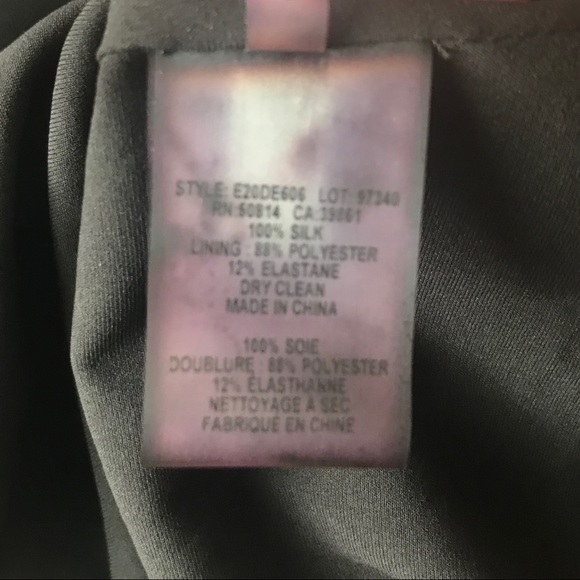 STYLE: E20DE606 LOT: 97340
RN:50814 CA:39861
100% SILK
LINING : 88% POLYESTER
12% ELASTANE
DRY CLEAN
MADE IN CHINA
100% SOIE
DOUBLURE : 88% POLYESTER
12% ELASTHANNE
NETTOYAGE A SEC
FABRIQUÉ EN CHINE